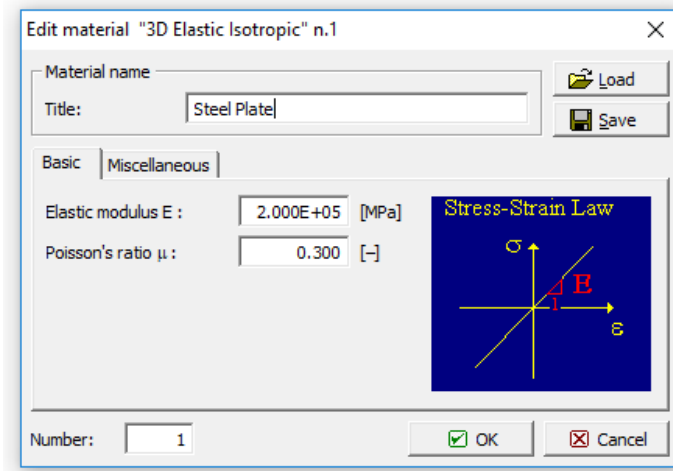 Edit material "3D Elastic Isotropic" n.1
Material name
Title: Steel Plate
Load
Save
Basic Miscellaneous
Elastic modulus E : 2.000E+05 [MPa]
Poisson's ratio μ : 0.300 [–]
Stress-Strain Law
σ
E
1
ε
Number: 1
OK
Cancel